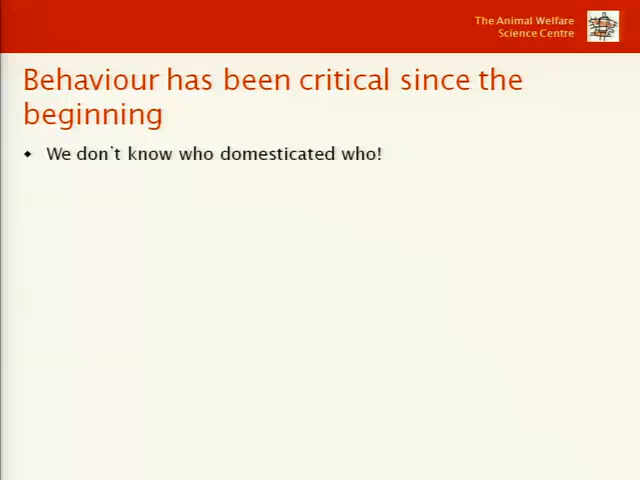 The Animal Welfare
Science Centre
Behaviour has been critical since the
beginning
We don't know who domesticated who!